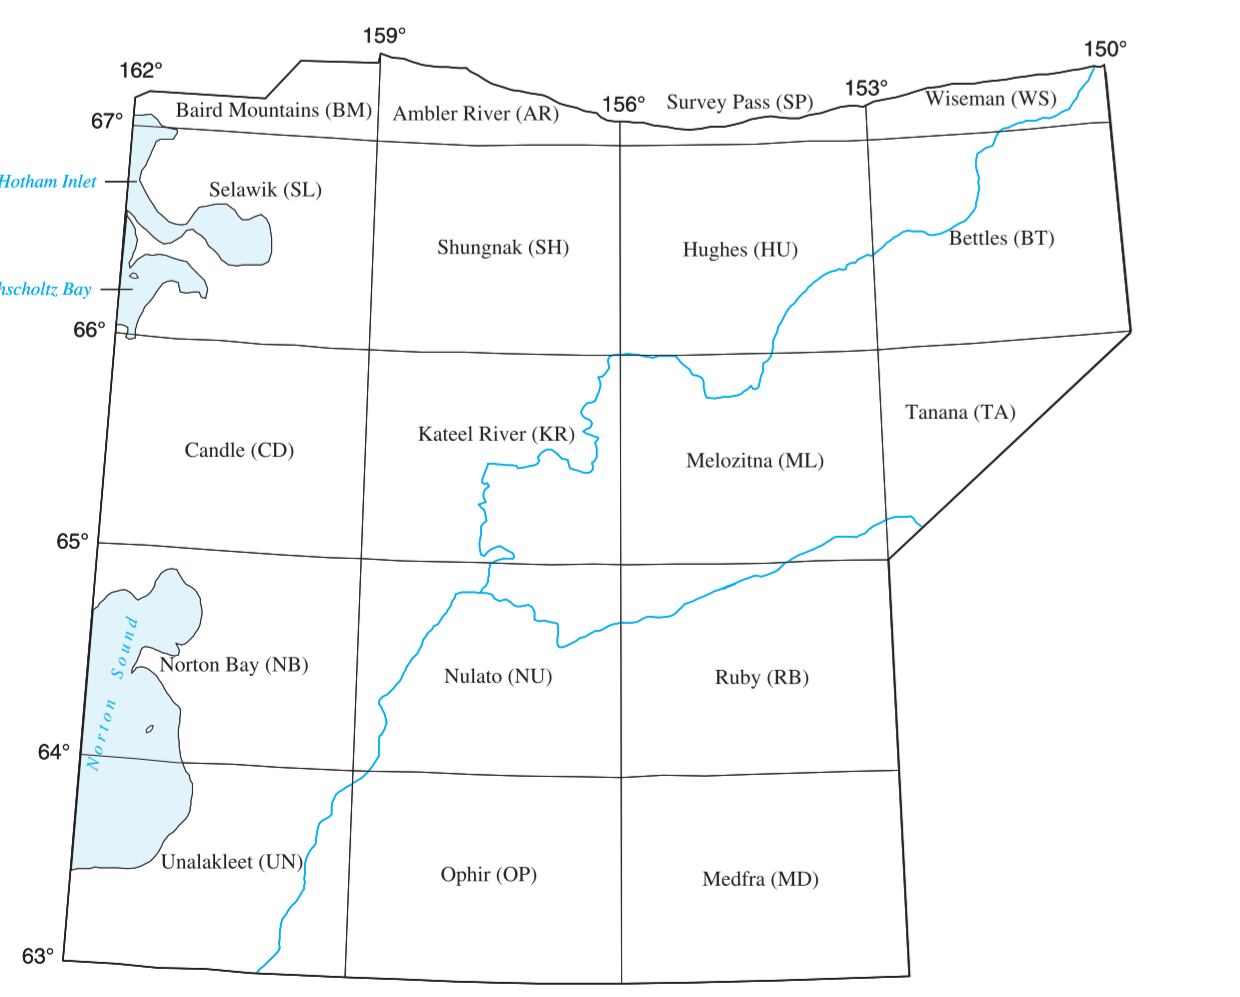 159°
150°
162°
153°
Survey Pass (SP)
Wiseman (WS)
156°
Baird Mountains (BM)
Ambler River (AR)
67°
Hotham Inlet
Selawik (SL)
Shungnak (SH)
Hughes (HU)
Bettles (BT)
hscholtz Bay
66°
Tanana (TA)
Kateel River (KR)
Candle (CD)
Melozitna (ML)
65°
Norton Sound
Norton Bay (NB)
Nulato (NU)
Ruby (RB)
64°
Unalakleet (UN)
Ophir (OP)
Medfra (MD)
63°